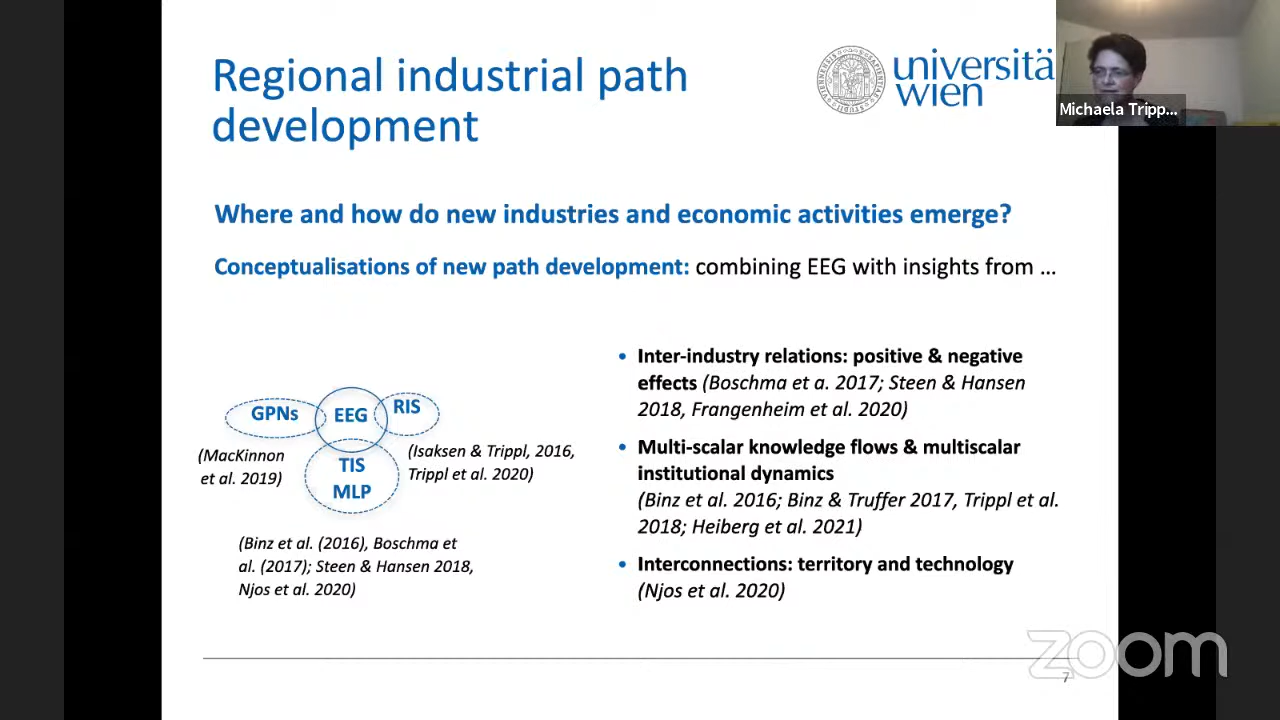 Regional industrial path
development
universitä
wien
Michaela Tripp...
Where and how do new industries and economic activities emerge?
Conceptualisations of new path development: combining EEG with insights from ...
GPNs
EEG
RIS
(MacKinnon
et al. 2019)
(Isaksen & Trippl, 2016,
Trippl et al. 2020)
TIS
MLP
(Binz et al. (2016), Boschma et
al. (2017); Steen & Hansen 2018,
Njos et al. 2020)
• Inter-industry relations: positive & negative
effects (Boschma et a. 2017; Steen & Hansen
2018, Frangenheim et al. 2020)
• Multi-scalar knowledge flows & multiscalar
institutional dynamics
(Binz et al. 2016; Binz & Truffer 2017, Trippl et al.
2018; Heiberg et al. 2021)
• Interconnections: territory and technology
(Njos et al. 2020)
zoom
7